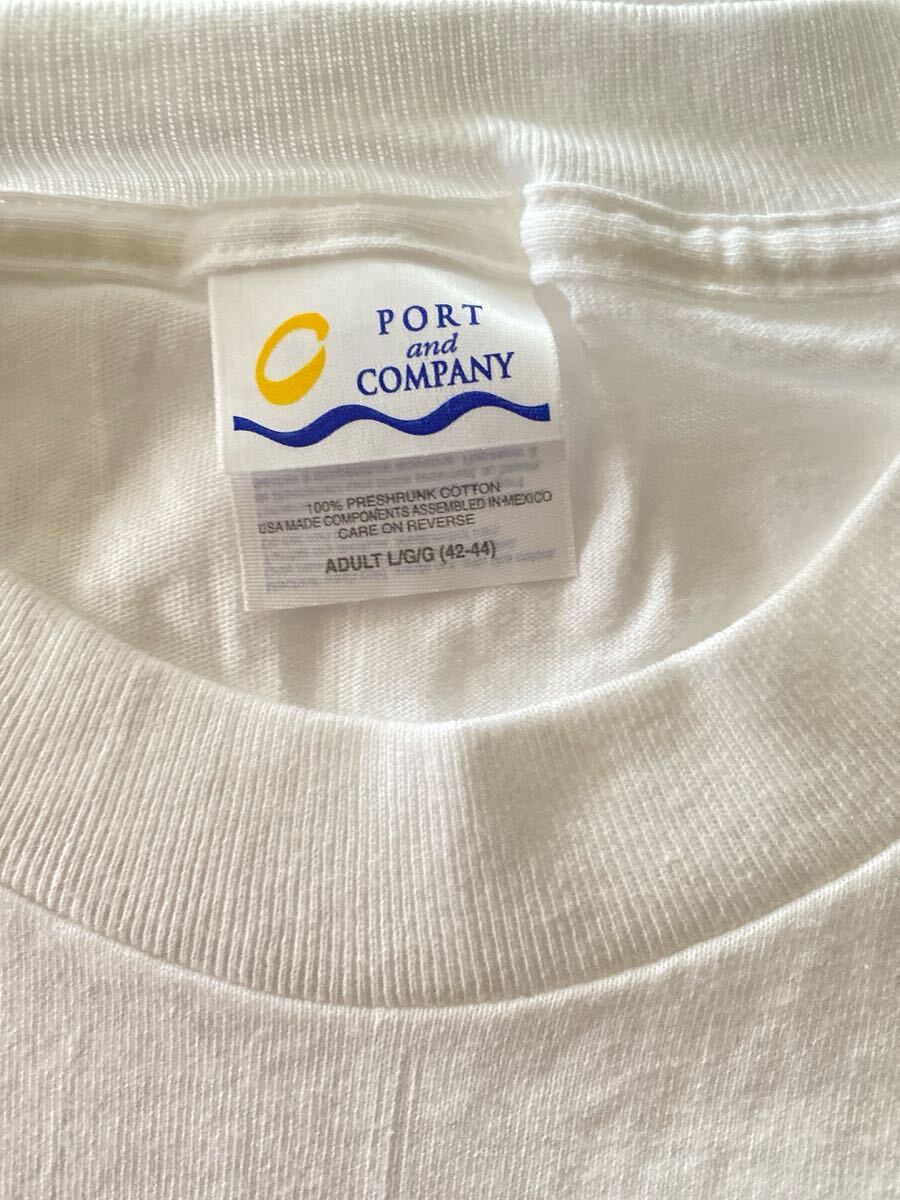 PORT
and
COMPANY
100% PRESHRUNK COTTON
USA MADE COMPONENTS ASSEMBLED IN MEXICO
CARE ON REVERSE
ADULT L/G/G (42-44)